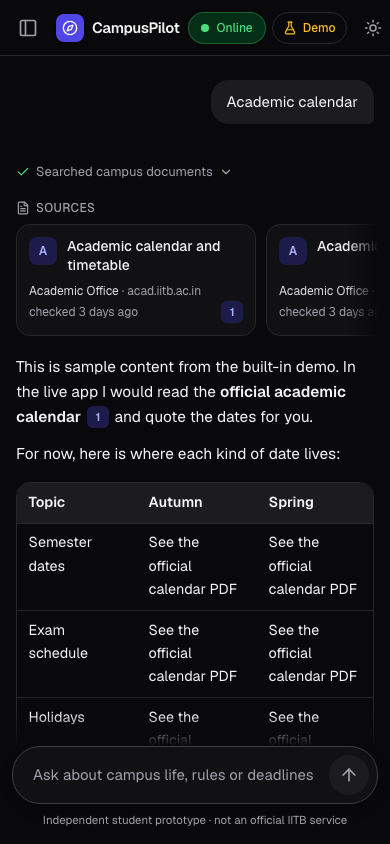 CampusPilot
Online
Demo
Academic calendar
Searched campus documents
SOURCES
A
Academic calendar and
timetable
Academic Office · acad.iitb.ac.in
checked 3 days ago
1
A
Academic
Academic Office ·
checked 3 days ago
This is sample content from the built-in demo. In
the live app I would read the official academic
calendar 1 and quote the dates for you.
For now, here is where each kind of date lives:
Topic Autumn Spring
Semester See the See the
dates official official
calendar PDF calendar PDF
Exam See the See the
schedule official official
calendar PDF calendar PDF
Holidays See the See the
official official
Ask about campus life, rules or deadlines
Independent student prototype · not an official IITB service